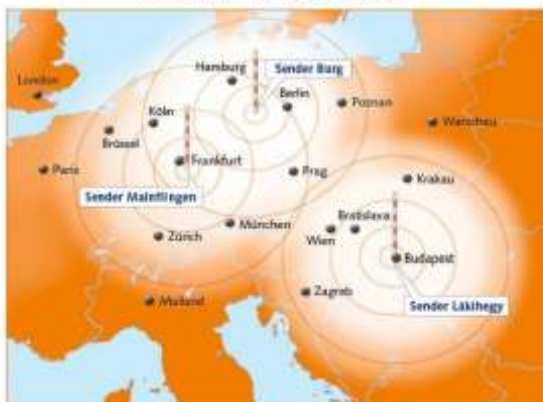 London
Hamburg
Sender Burg
Berlin
Poznan
Warschau
Köln
Brüssel
Paris
Frankfurt
Prag
Krakau
Sender Mainflingen
Zürich
München
Bratislava
Wien
Budapest
Mailand
Zagreb
Sender Lakihegy